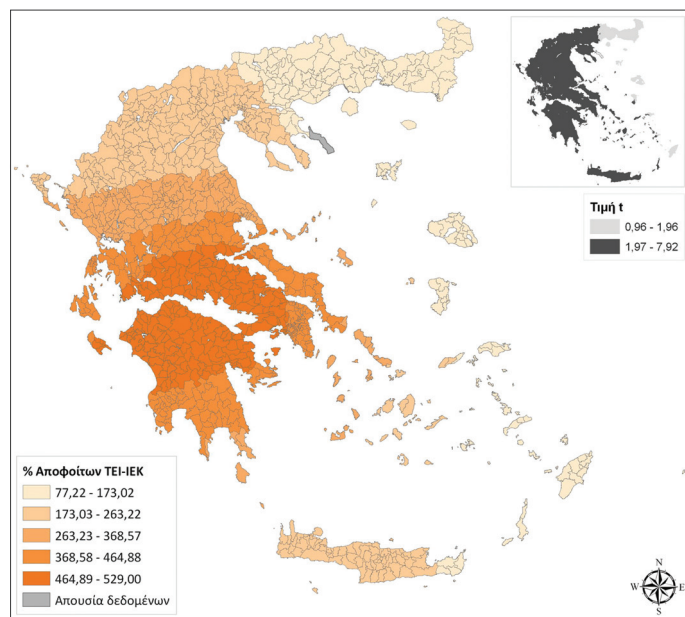 Τιμή t
0,96 - 1,96
1,97 - 7,92
% Αποφοίτων ΤΕΙ-ΙΕΚ
77,22 - 173,02
173,03 - 263,22
263,23 - 368,57
368,58 - 464,88
464,89 - 529,00
Απουσία δεδομένων
N
W E
S